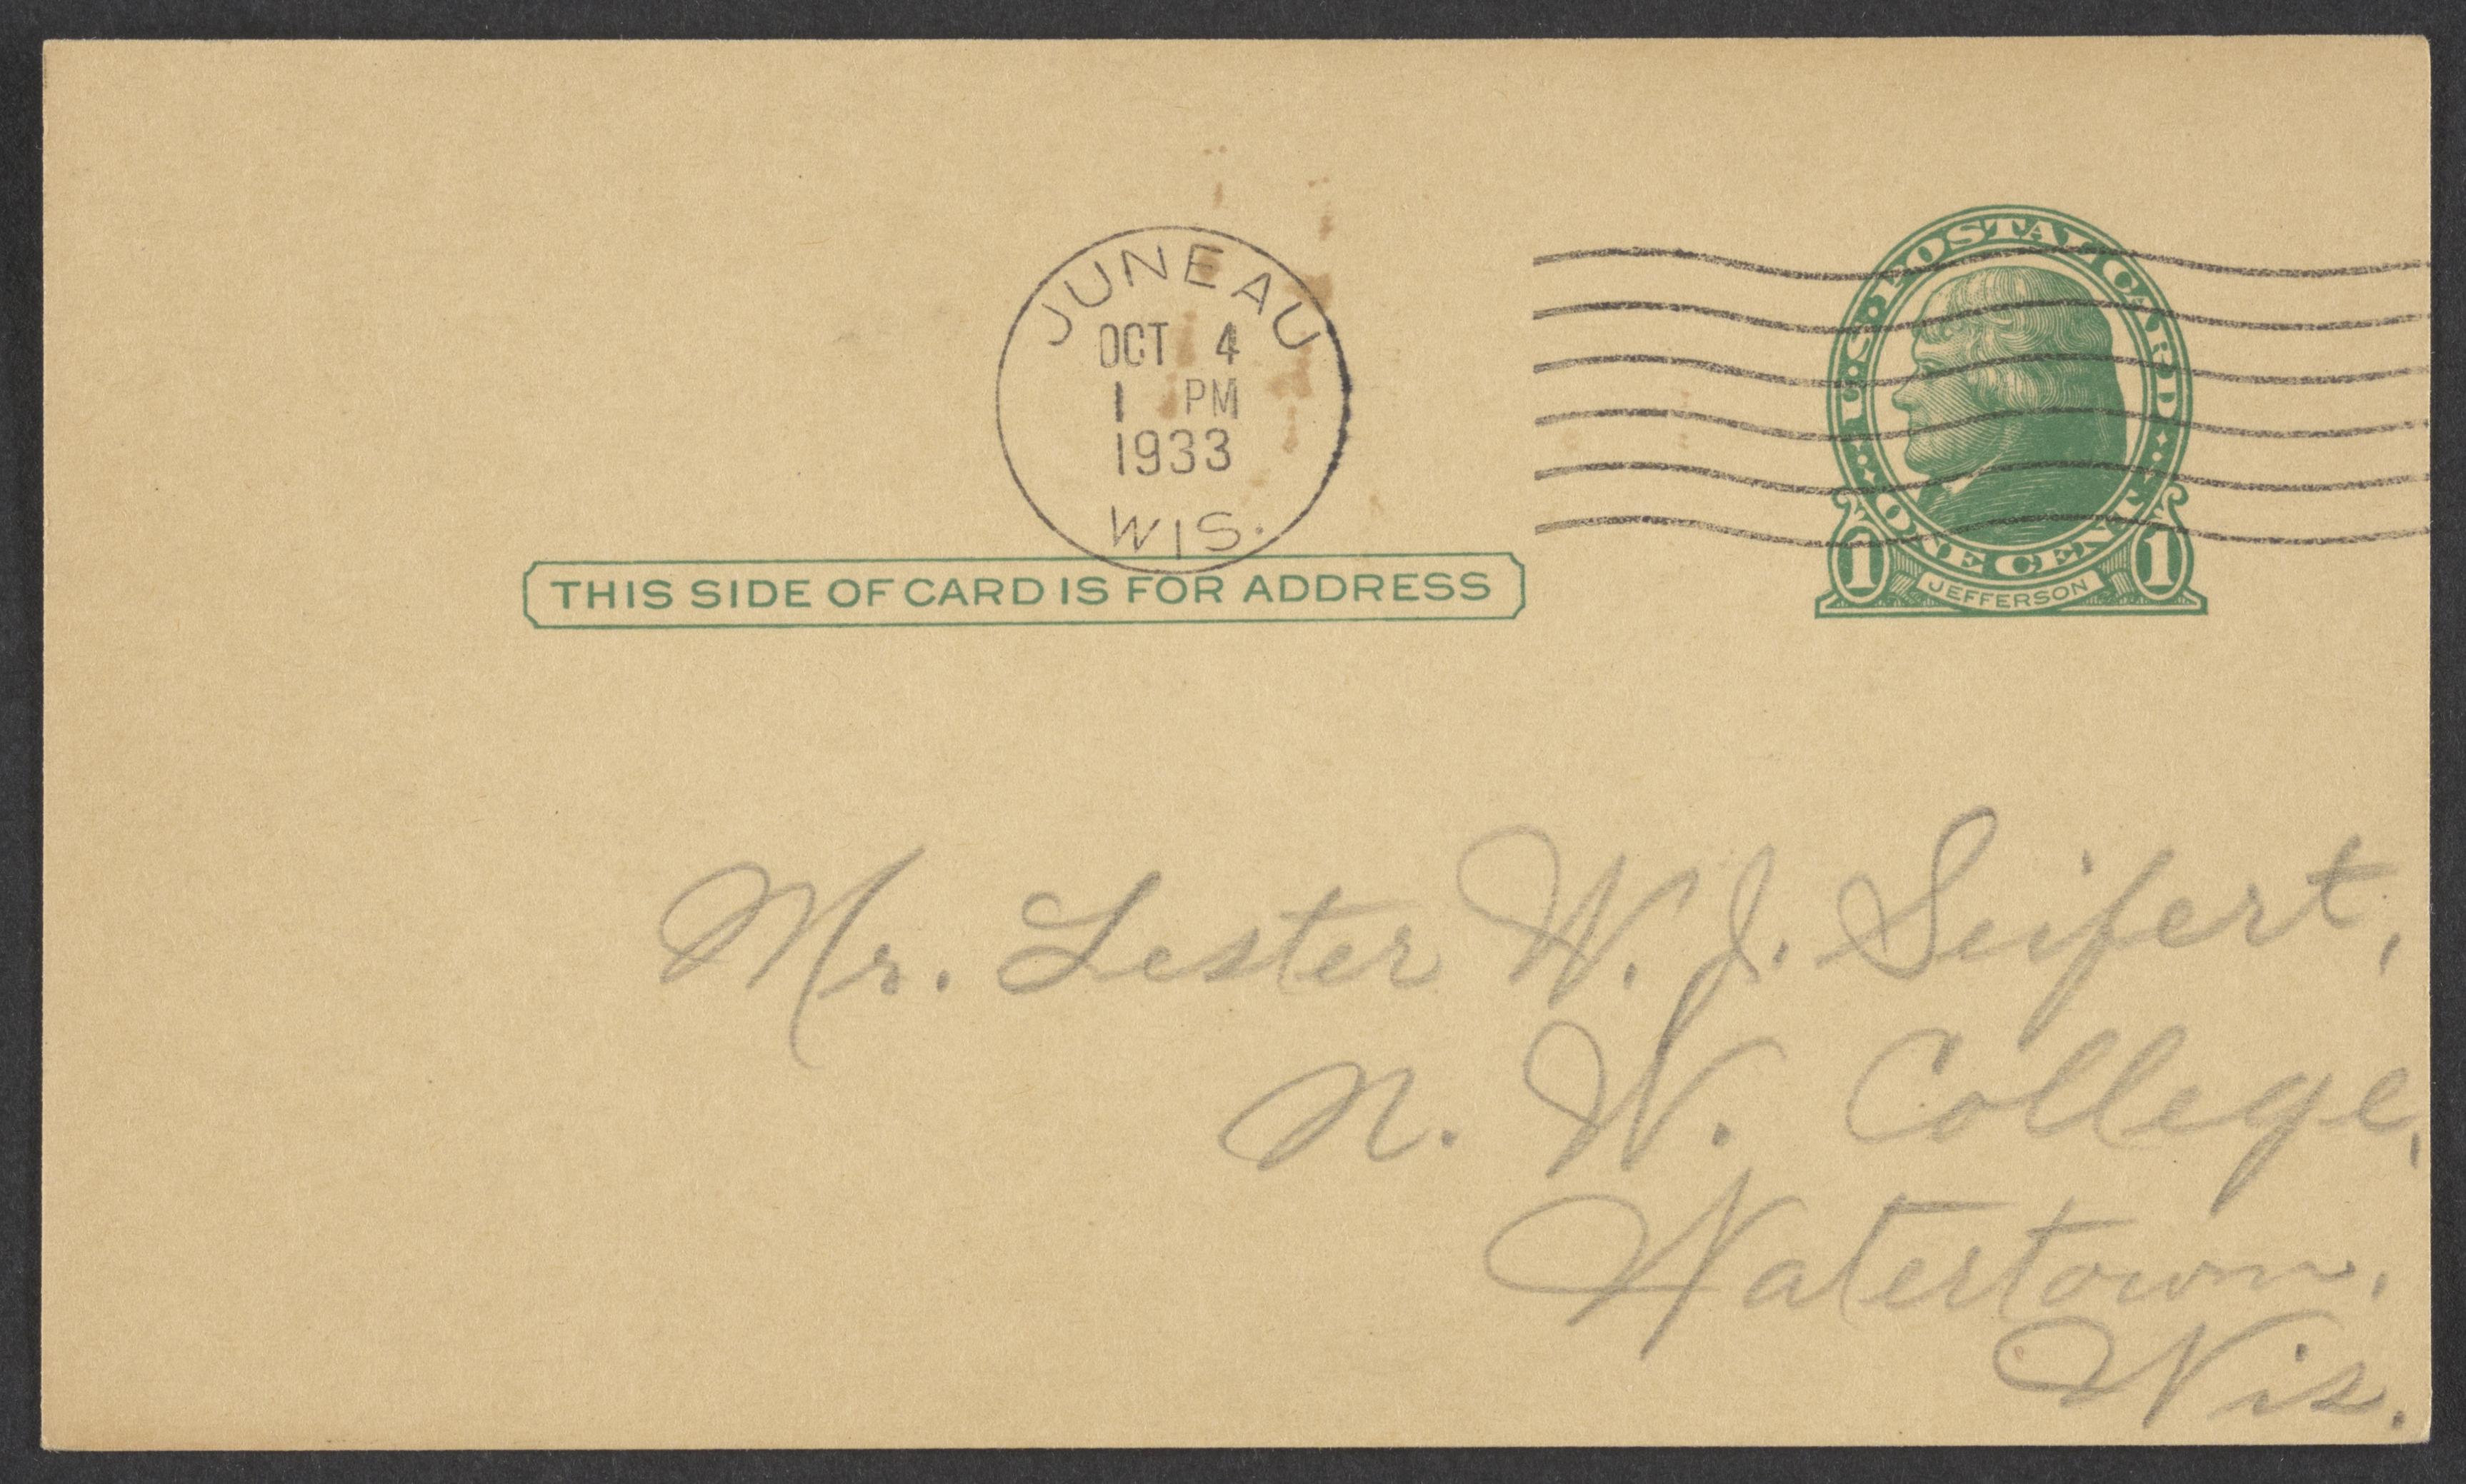 JUNEAU
OCT 4
1 PM
1933
WIS.
U·S·POSTAL CARD
ONE CENT
1 JEFFERSON 1
THIS SIDE OF CARD IS FOR ADDRESS
Mr. Lester W. J. Seifert,
N. W. College,
Watertown,
Wis.